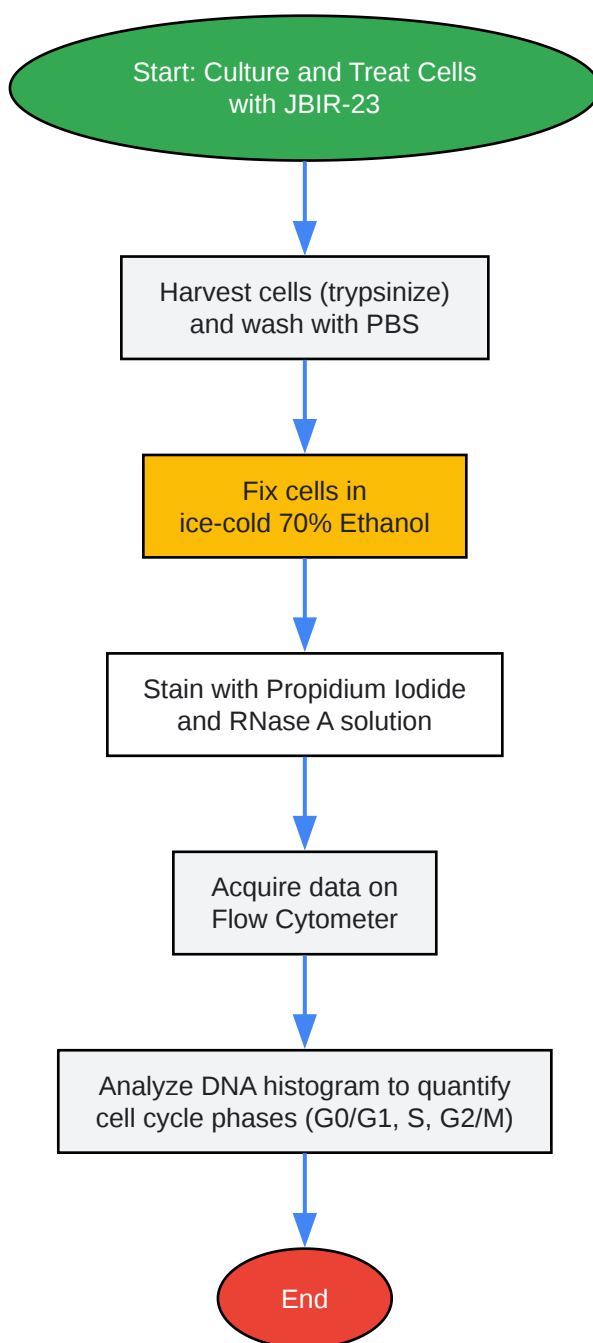 Start: Culture and Treat Cells
with JBIR-23
Harvest cells (trypsinize)
and wash with PBS
Fix cells in
ice-cold 70% Ethanol
Stain with Propidium Iodide
and RNase A solution
Acquire data on
Flow Cytometer
Analyze DNA histogram to quantify
cell cycle phases (G0/G1, S, G2/M)
End